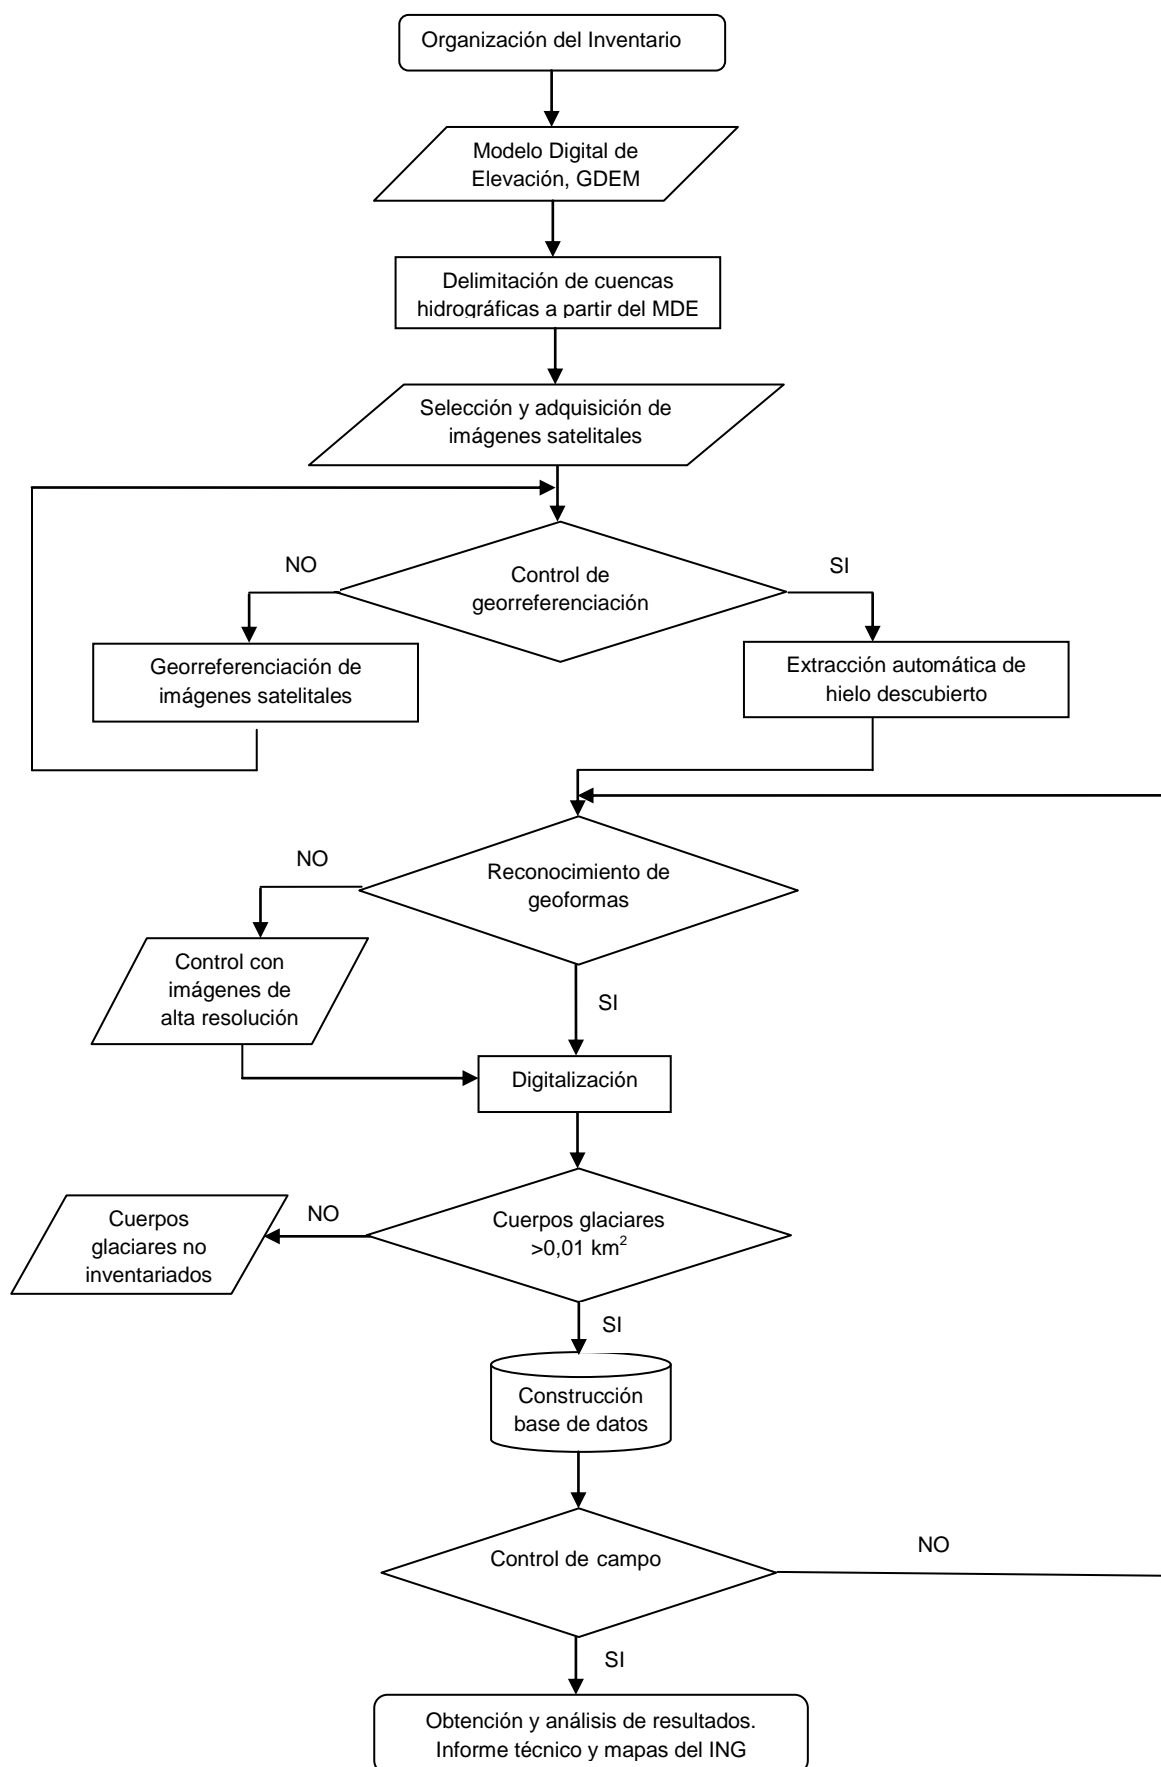 Organización del Inventario
Modelo Digital de
Elevación, GDEM
Delimitación de cuencas
hidrográficas a partir del MDE
Selección y adquisición de
imágenes satelitales
NO
SI
Control de
georreferenciación
Georreferenciación de
imágenes satelitales
Extracción automática de
hielo descubierto
NO
Reconocimiento de
geoformas
Control con
imágenes de
alta resolución
SI
Digitalización
Cuerpos
glaciares no
inventariados
NO
Cuerpos glaciares
>0,01 km²
SI
Construcción
base de datos
Control de campo
NO
SI
Obtención y análisis de resultados.
Informe técnico y mapas del ING